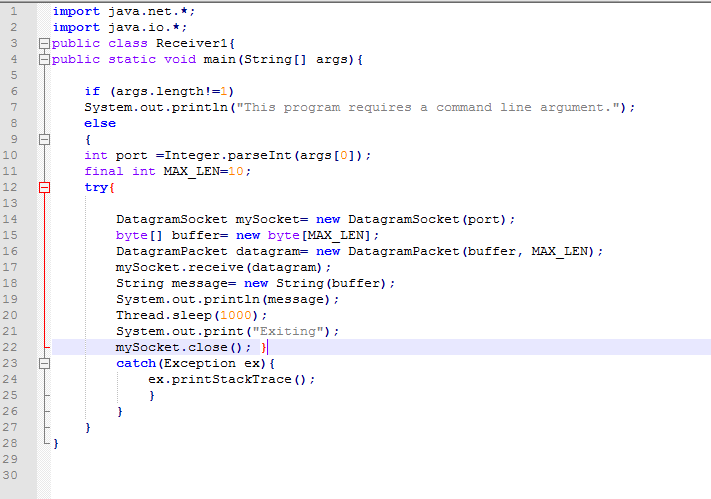 1 import java.net.*;
2 import java.io.*;
3 public class Receiver1{
4 public static void main(String[] args){
5
6 if (args.length!=1)
7 System.out.println("This program requires a command line argument.");
8 else
9 {
10 int port =Integer.parseInt(args[0]);
11 final int MAX_LEN=10;
12 try{
13
14 DatagramSocket mySocket= new DatagramSocket(port);
15 byte[] buffer= new byte[MAX_LEN];
16 DatagramPacket datagram= new DatagramPacket(buffer, MAX_LEN);
17 mySocket.receive(datagram);
18 String message= new String(buffer);
19 System.out.println(message);
20 Thread.sleep(1000);
21 System.out.print("Exiting");
22 mySocket.close(); }
23 catch(Exception ex){
24 ex.printStackTrace();
25 }
26 }
27 }
28 }
29
30